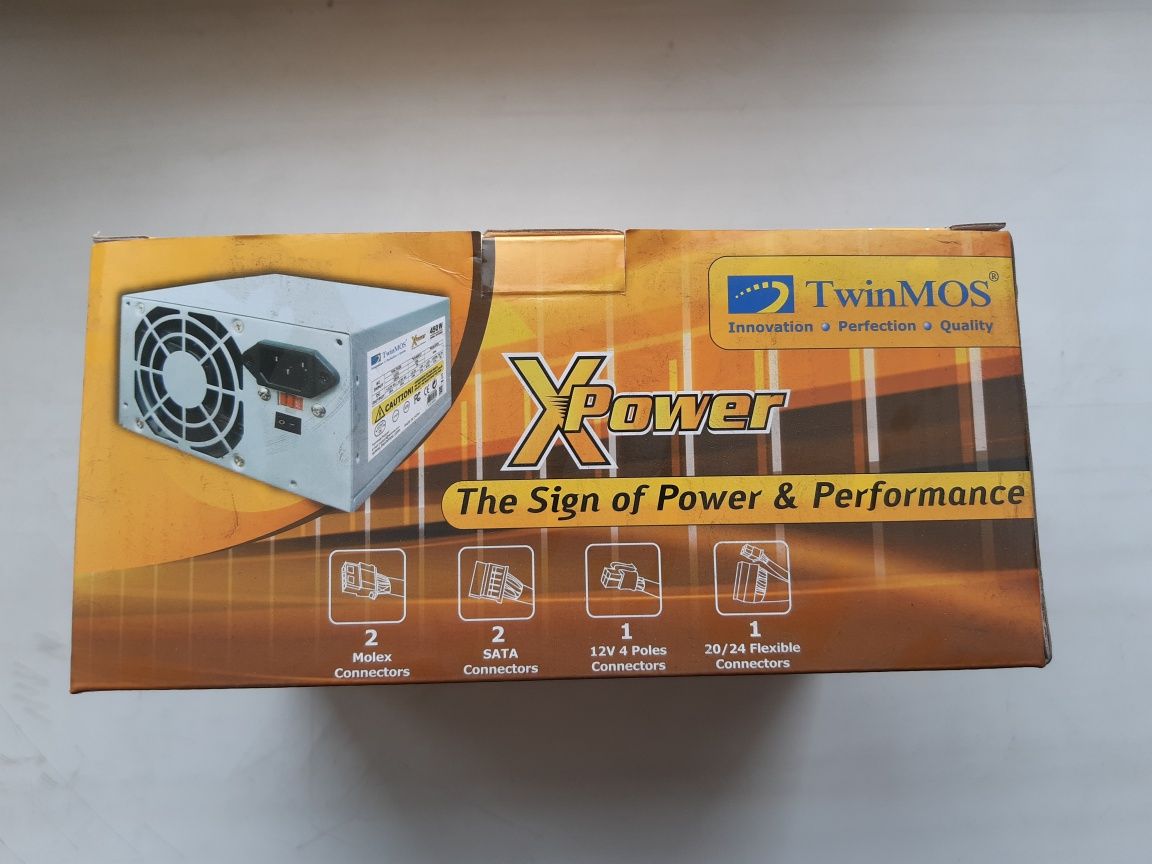 TwinMOS®
Innovation • Perfection • Quality
TwinMOS
XPower
CAUTION!
XPower
The Sign of Power & Performance
2
Molex
Connectors
2
SATA
Connectors
1
12V 4 Poles
Connectors
1
20/24 Flexible
Connectors